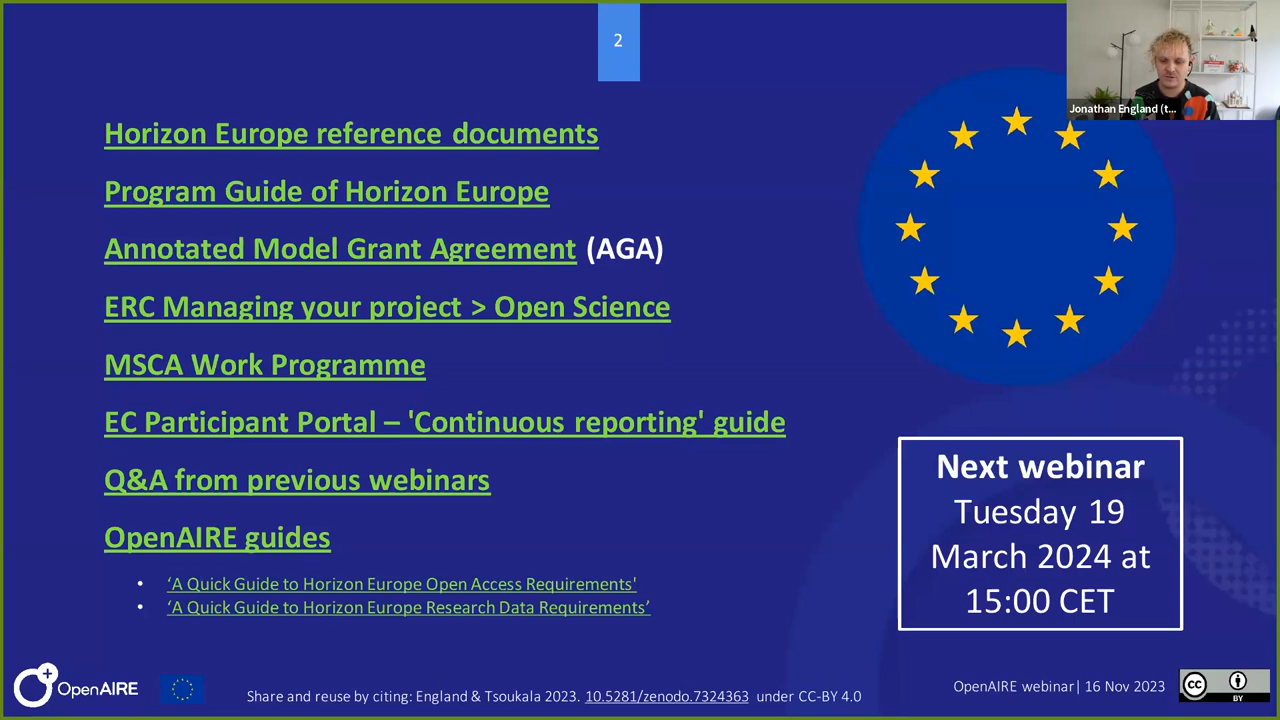 2
Jonathan England (t...
Horizon Europe reference documents
Program Guide of Horizon Europe
Annotated Model Grant Agreement (AGA)
ERC Managing your project > Open Science
MSCA Work Programme
EC Participant Portal – 'Continuous reporting' guide
Q&A from previous webinars
OpenAIRE guides
• ‘A Quick Guide to Horizon Europe Open Access Requirements'
• ‘A Quick Guide to Horizon Europe Research Data Requirements’
Next webinar
Tuesday 19
March 2024 at
15:00 CET
OpenAIRE
Share and reuse by citing: England & Tsoukala 2023. 10.5281/zenodo.7324363 under CC-BY 4.0
OpenAIRE webinar| 16 Nov 2023
cc
BY